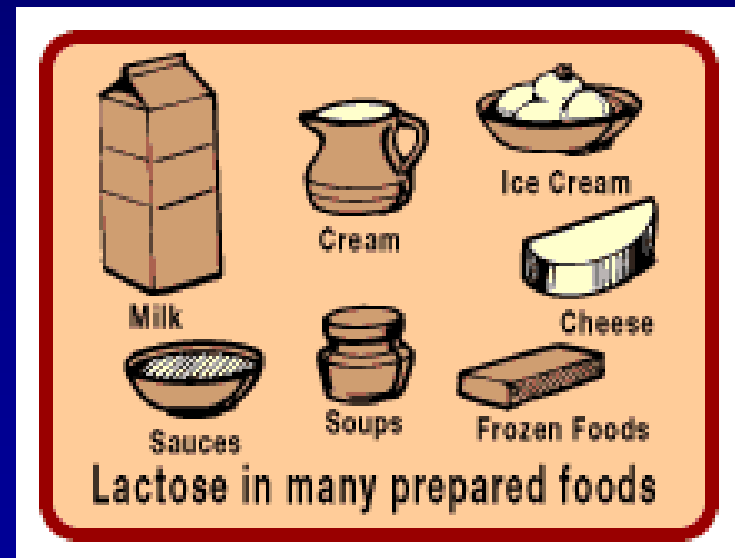 Ice Cream
Cream
Milk
Cheese
Sauces
Soups
Frozen Foods
Lactose in many prepared foods